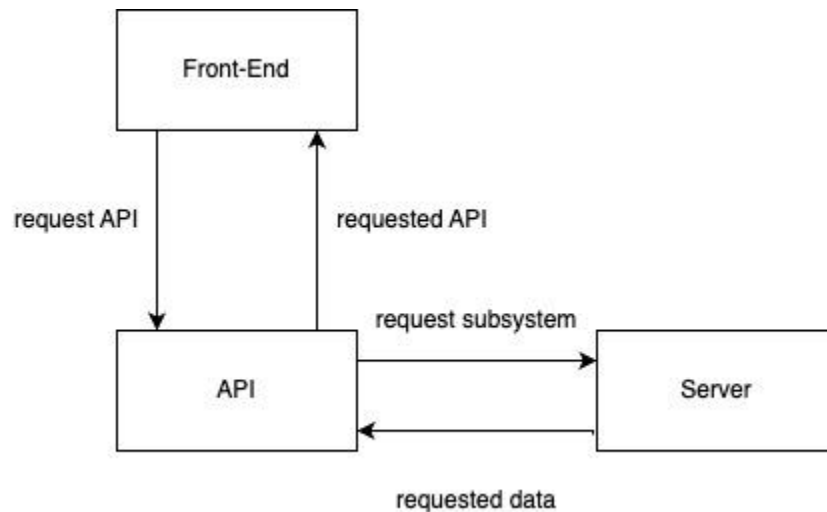 Front-End
request API
requested API
request subsystem
API
Server
requested data